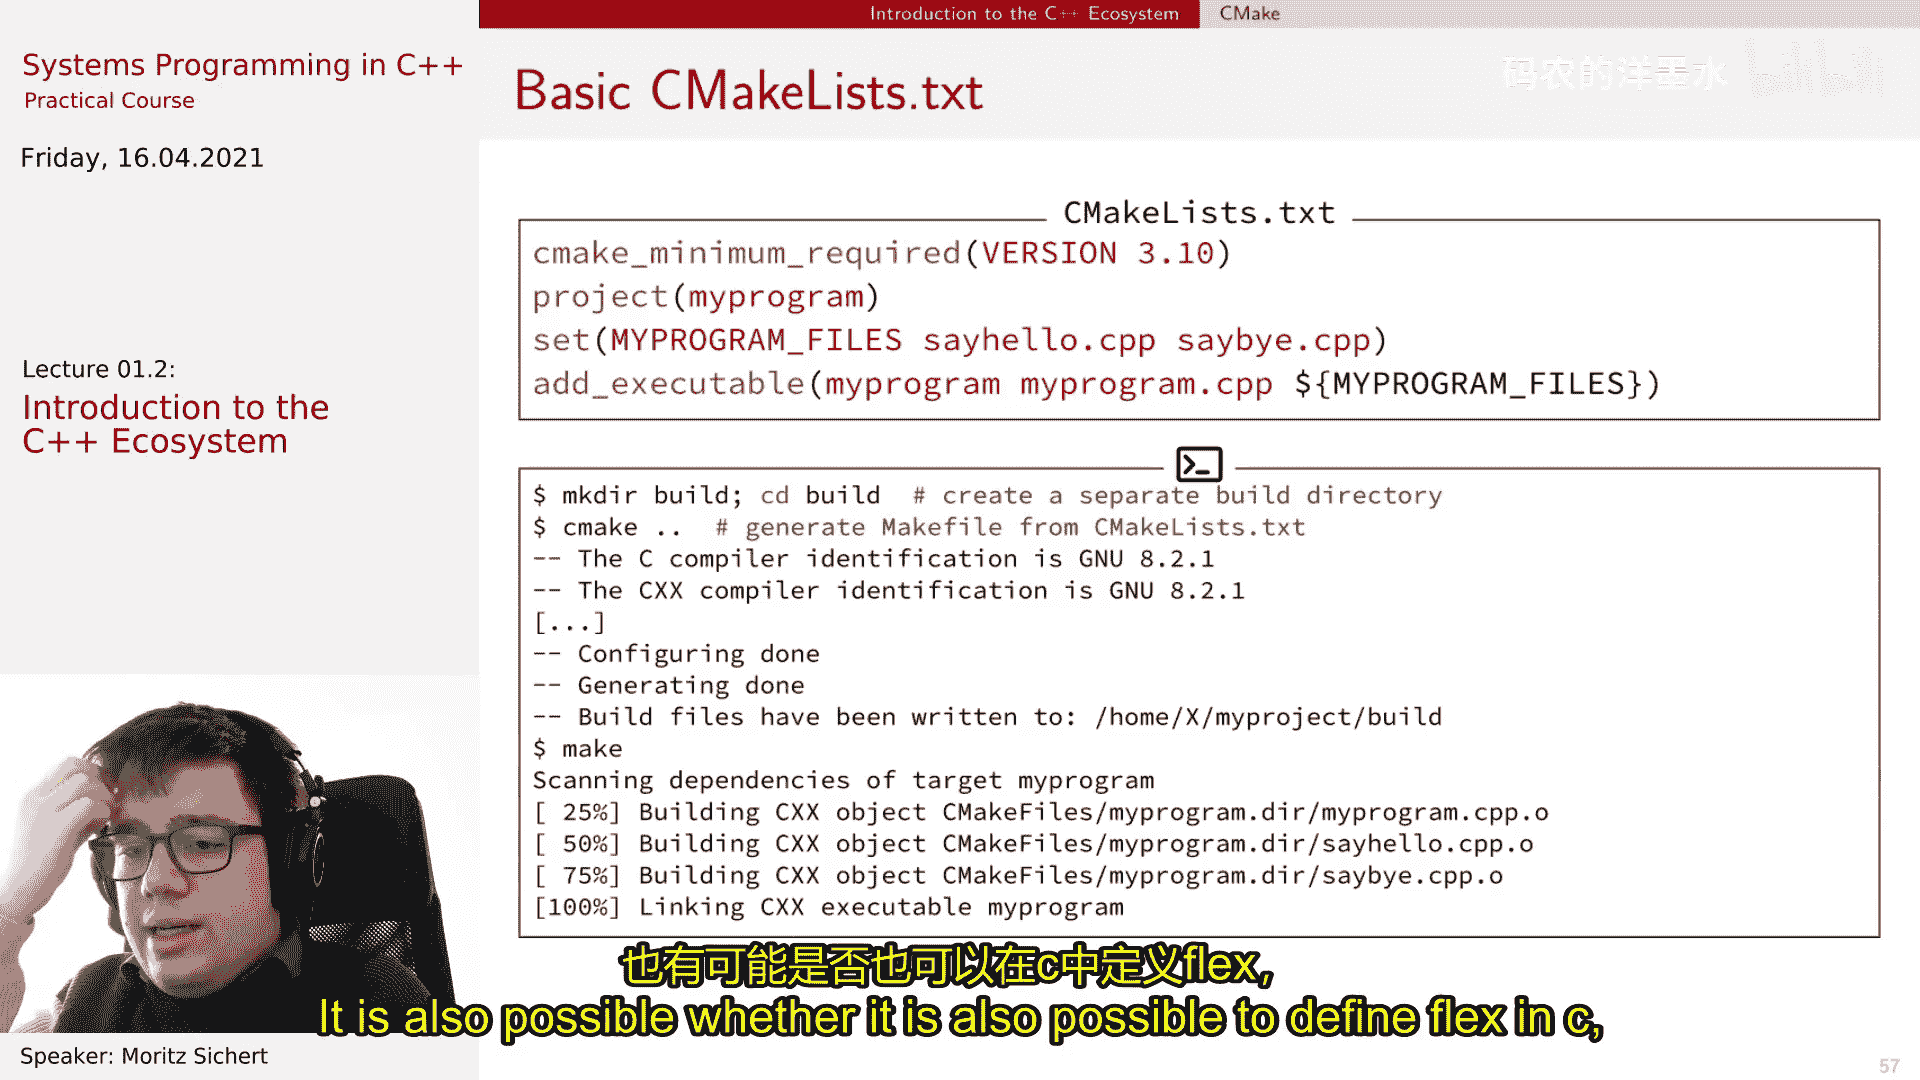 Introduction to the C++ Ecosystem CMake
Systems Programming in C++
Practical Course
Friday, 16.04.2021
Lecture 01.2:
Introduction to the
C++ Ecosystem
Basic CMakeLists.txt
码农的洋墨水 bilibili
CMakeLists.txt
cmake_minimum_required(VERSION 3.10)
project(myprogram)
set(MYPROGRAM_FILES sayhello.cpp saybye.cpp)
add_executable(myprogram myprogram.cpp ${MYPROGRAM_FILES})
>_
$ mkdir build; cd build # create a separate build directory
$ cmake .. # generate Makefile from CMakeLists.txt
-- The C compiler identification is GNU 8.2.1
-- The CXX compiler identification is GNU 8.2.1
[...]
-- Configuring done
-- Generating done
-- Build files have been written to: /home/X/myproject/build
$ make
Scanning dependencies of target myprogram
[ 25%] Building CXX object CMakeFiles/myprogram.dir/myprogram.cpp.o
[ 50%] Building CXX object CMakeFiles/myprogram.dir/sayhello.cpp.o
[ 75%] Building CXX object CMakeFiles/myprogram.dir/saybye.cpp.o
[100%] Linking CXX executable myprogram
也有可能是否也可以在c中定义flex,
It is also possible whether it is also possible to define flex in c,
Speaker: Moritz Sichert
57